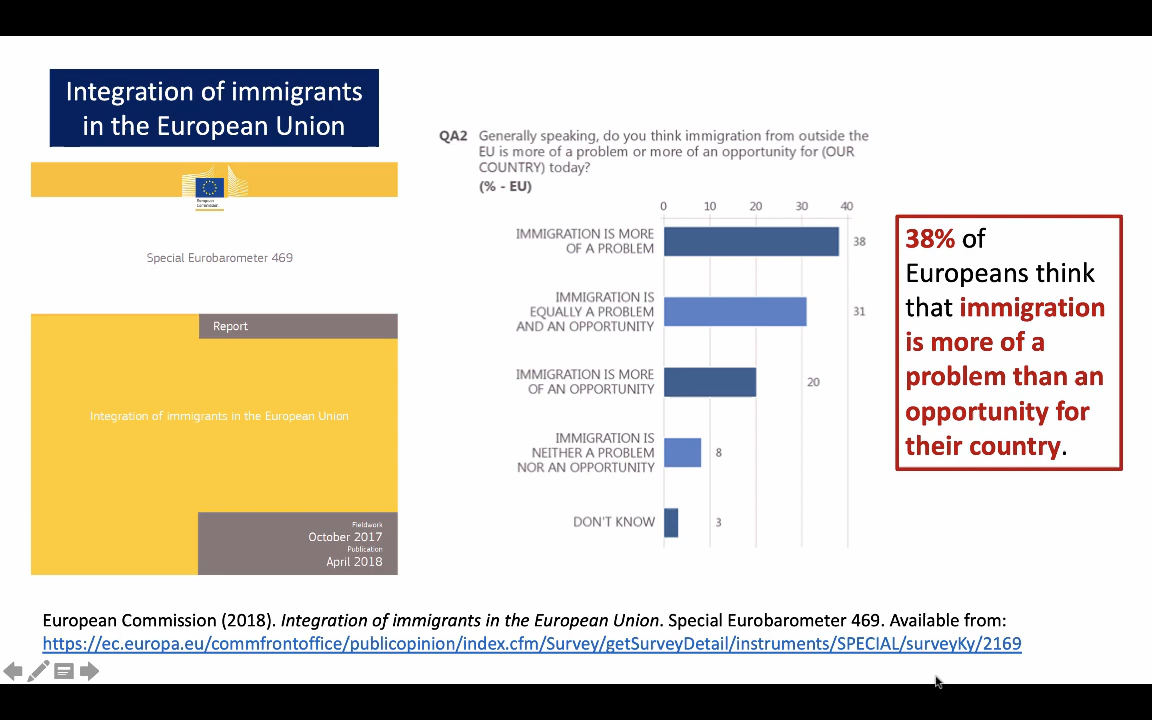 Integration of immigrants
in the European Union
European
Commission
Special Eurobarometer 469
Report
Integration of immigrants in the European Union
Fieldwork
October 2017
Publication
April 2018
QA2 Generally speaking, do you think immigration from outside the
EU is more of a problem or more of an opportunity for (OUR
COUNTRY) today?
(% - EU)
0 10 20 30 40
IMMIGRATION IS MORE
OF A PROBLEM
38
IMMIGRATION IS
EQUALLY A PROBLEM
AND AN OPPORTUNITY
31
IMMIGRATION IS MORE
OF AN OPPORTUNITY
20
IMMIGRATION IS
NEITHER A PROBLEM
NOR AN OPPORTUNITY
8
DON'T KNOW
3
38% of
Europeans think
that immigration
is more of a
problem than an
opportunity for
their country.
European Commission (2018). Integration of immigrants in the European Union. Special Eurobarometer 469. Available from:
https://ec.europa.eu/commfrontoffice/publicopinion/index.cfm/Survey/getSurveyDetail/instruments/SPECIAL/surveyKy/2169